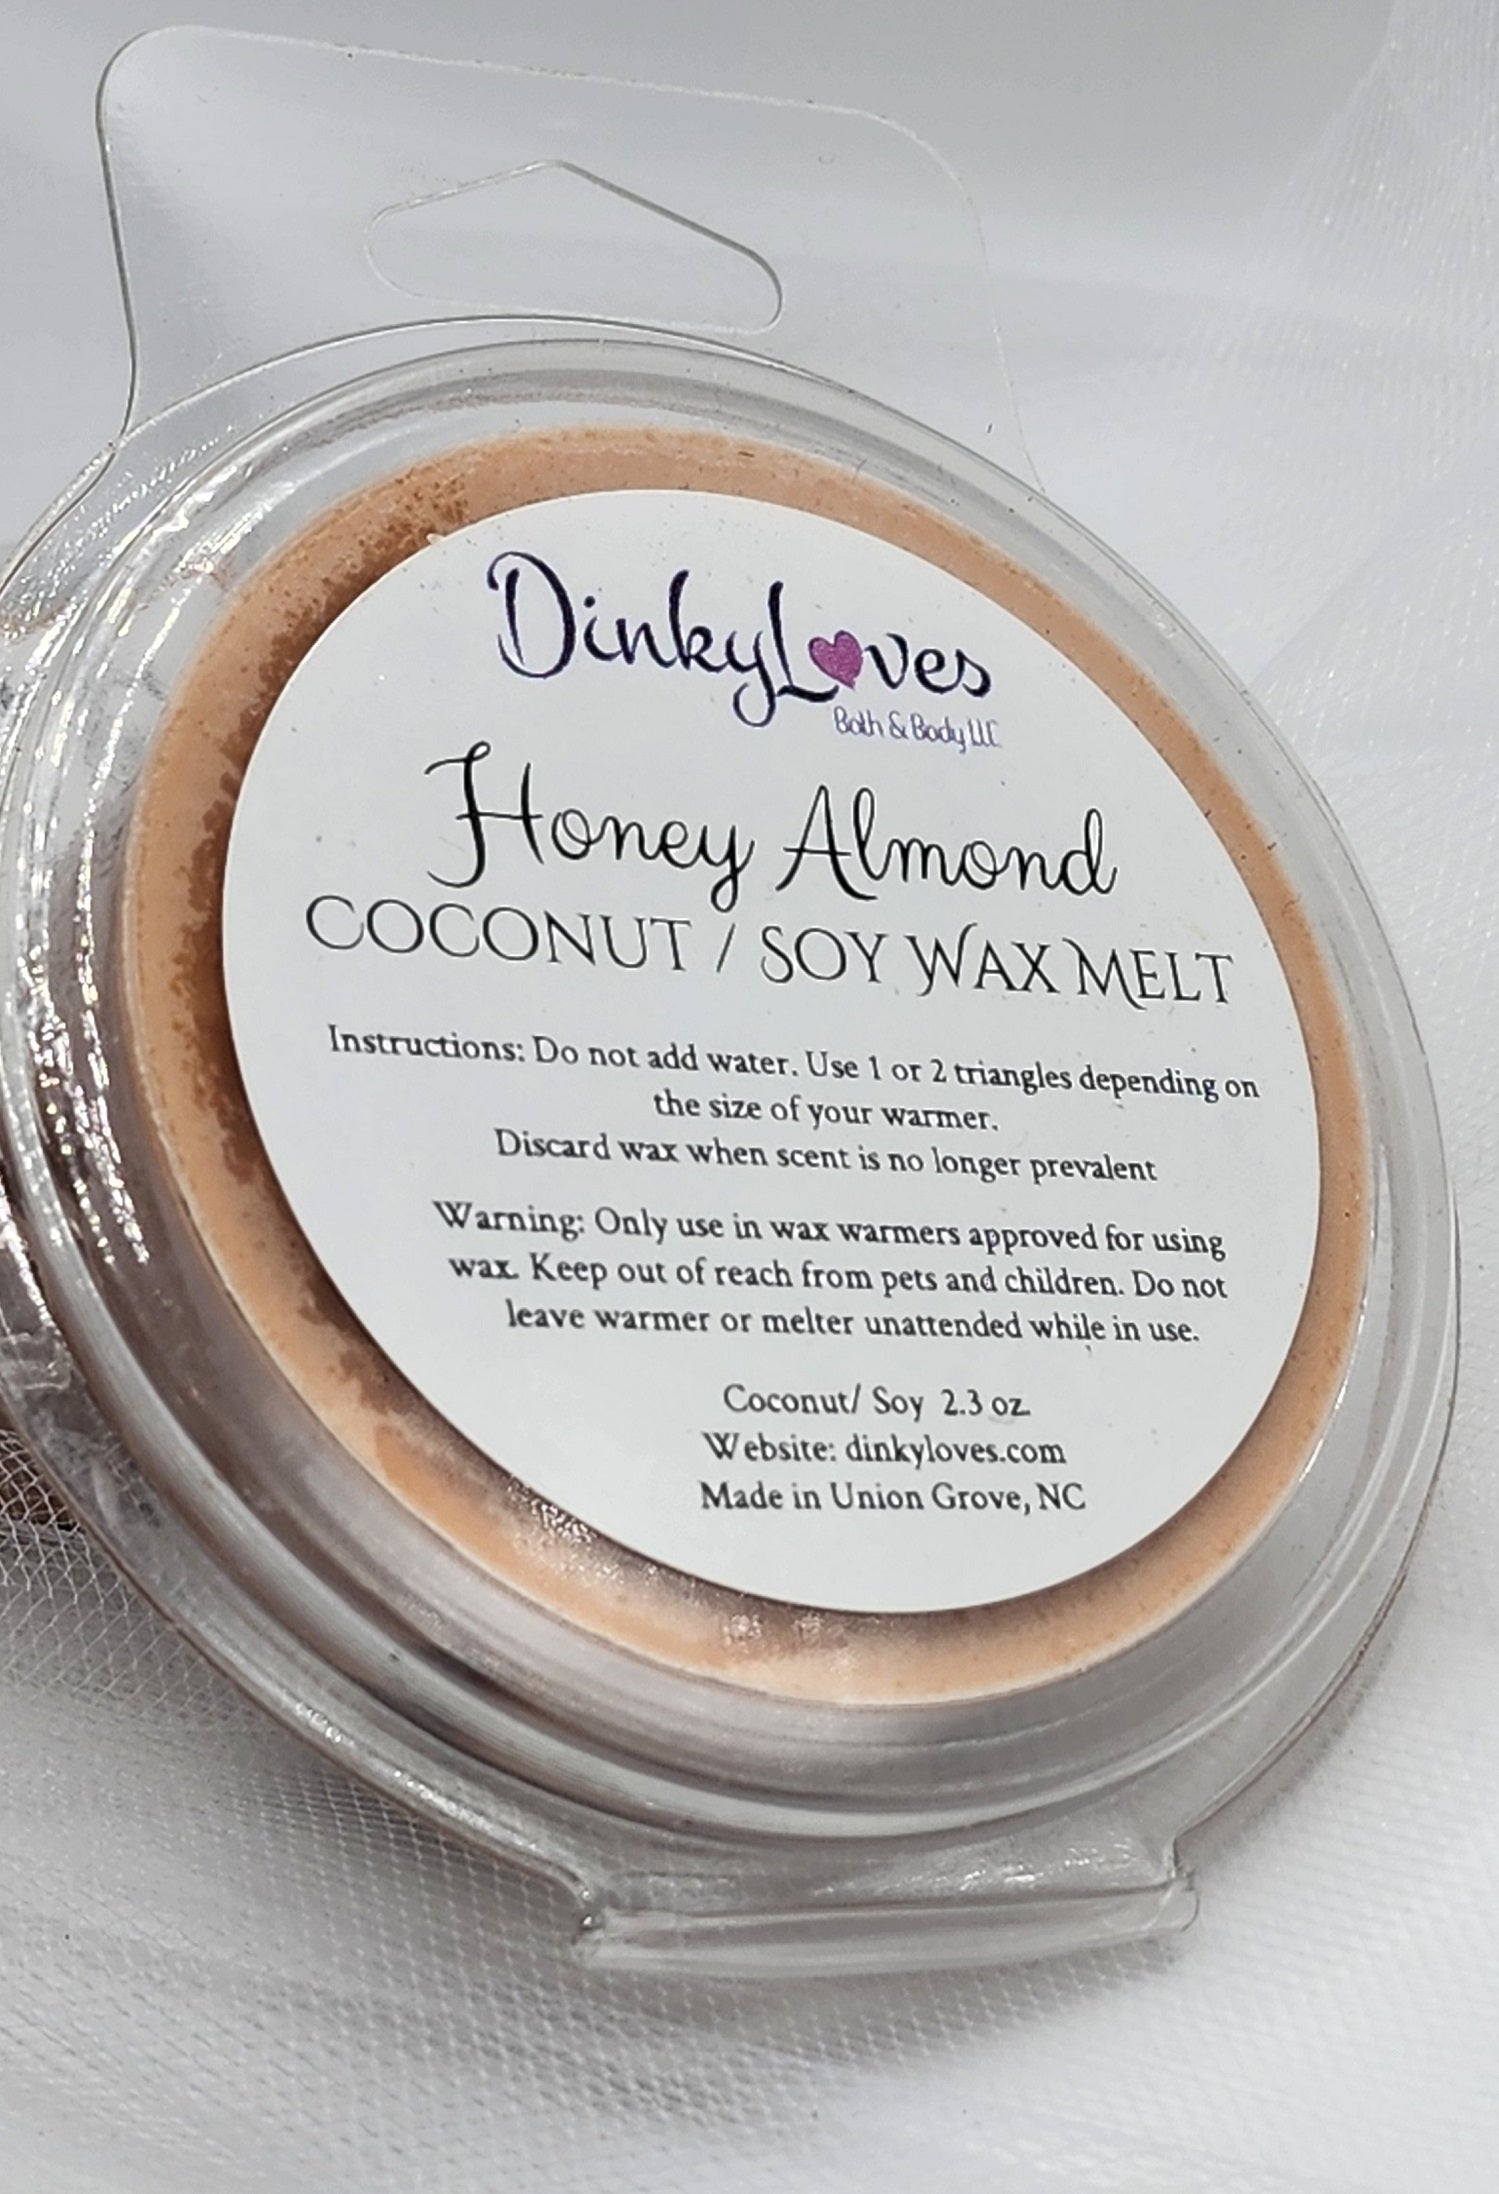 DinkyLoves
Bath & Body LLC
Honey Almond
COCONUT / SOY WAX MELT
Instructions: Do not add water. Use 1 or 2 triangles depending on
the size of your warmer.
Discard wax when scent is no longer prevalent
Warning: Only use in wax warmers approved for using
wax. Keep out of reach from pets and children. Do not
leave warmer or melter unattended while in use.
Coconut/ Soy 2.3 oz.
Website: dinkyloves.com
Made in Union Grove, NC